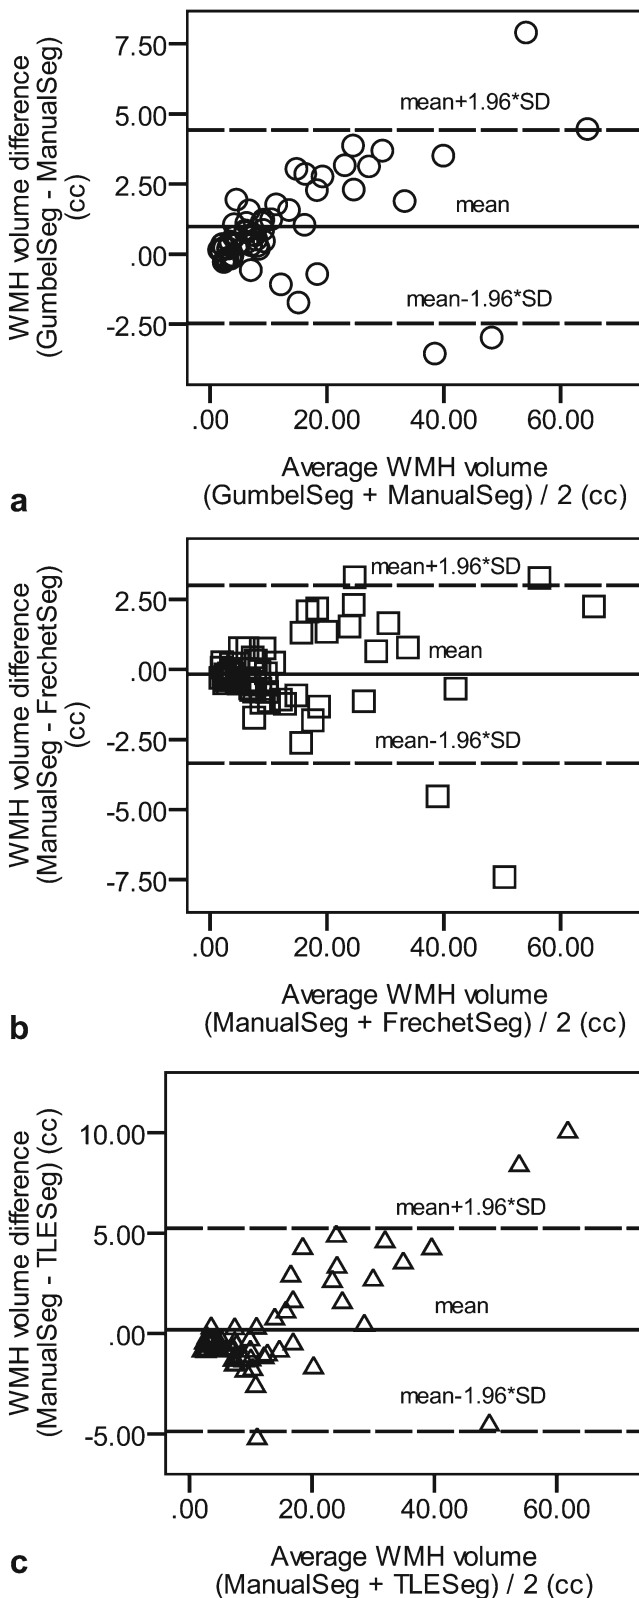 WMH volume difference
(GumbelSeg - ManualSeg)
(cc)
7.50
5.00
2.50
.00
-2.50
mean+1.96*SD
mean
mean-1.96*SD
.00 20.00 40.00 60.00
Average WMH volume
(GumbelSeg + ManualSeg) / 2 (cc)
a
WMH volume difference
(ManualSeg - FrechetSeg)
(cc)
2.50
.00
-2.50
-5.00
-7.50
mean+1.96*SD
mean
mean-1.96*SD
.00 20.00 40.00 60.00
Average WMH volume
(ManualSeg + FrechetSeg) / 2 (cc)
b
WMH volume difference
(ManualSeg - TLESeg) (cc)
10.00
5.00
.00
-5.00
mean+1.96*SD
mean
mean-1.96*SD
.00 20.00 40.00 60.00
Average WMH volume
(ManualSeg + TLESeg) / 2 (cc)
c